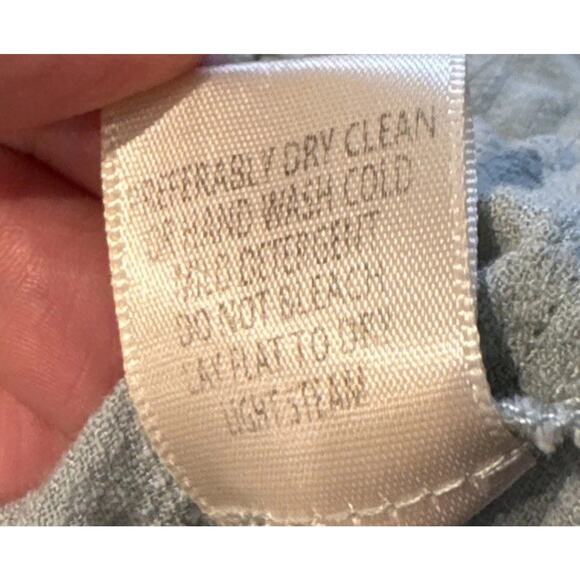 PREFERABLY DRY CLEAN
OR HAND WASH COLD
MILD DETERGENT
DO NOT BLEACH
LAY FLAT TO DRY
LIGHT STEAM